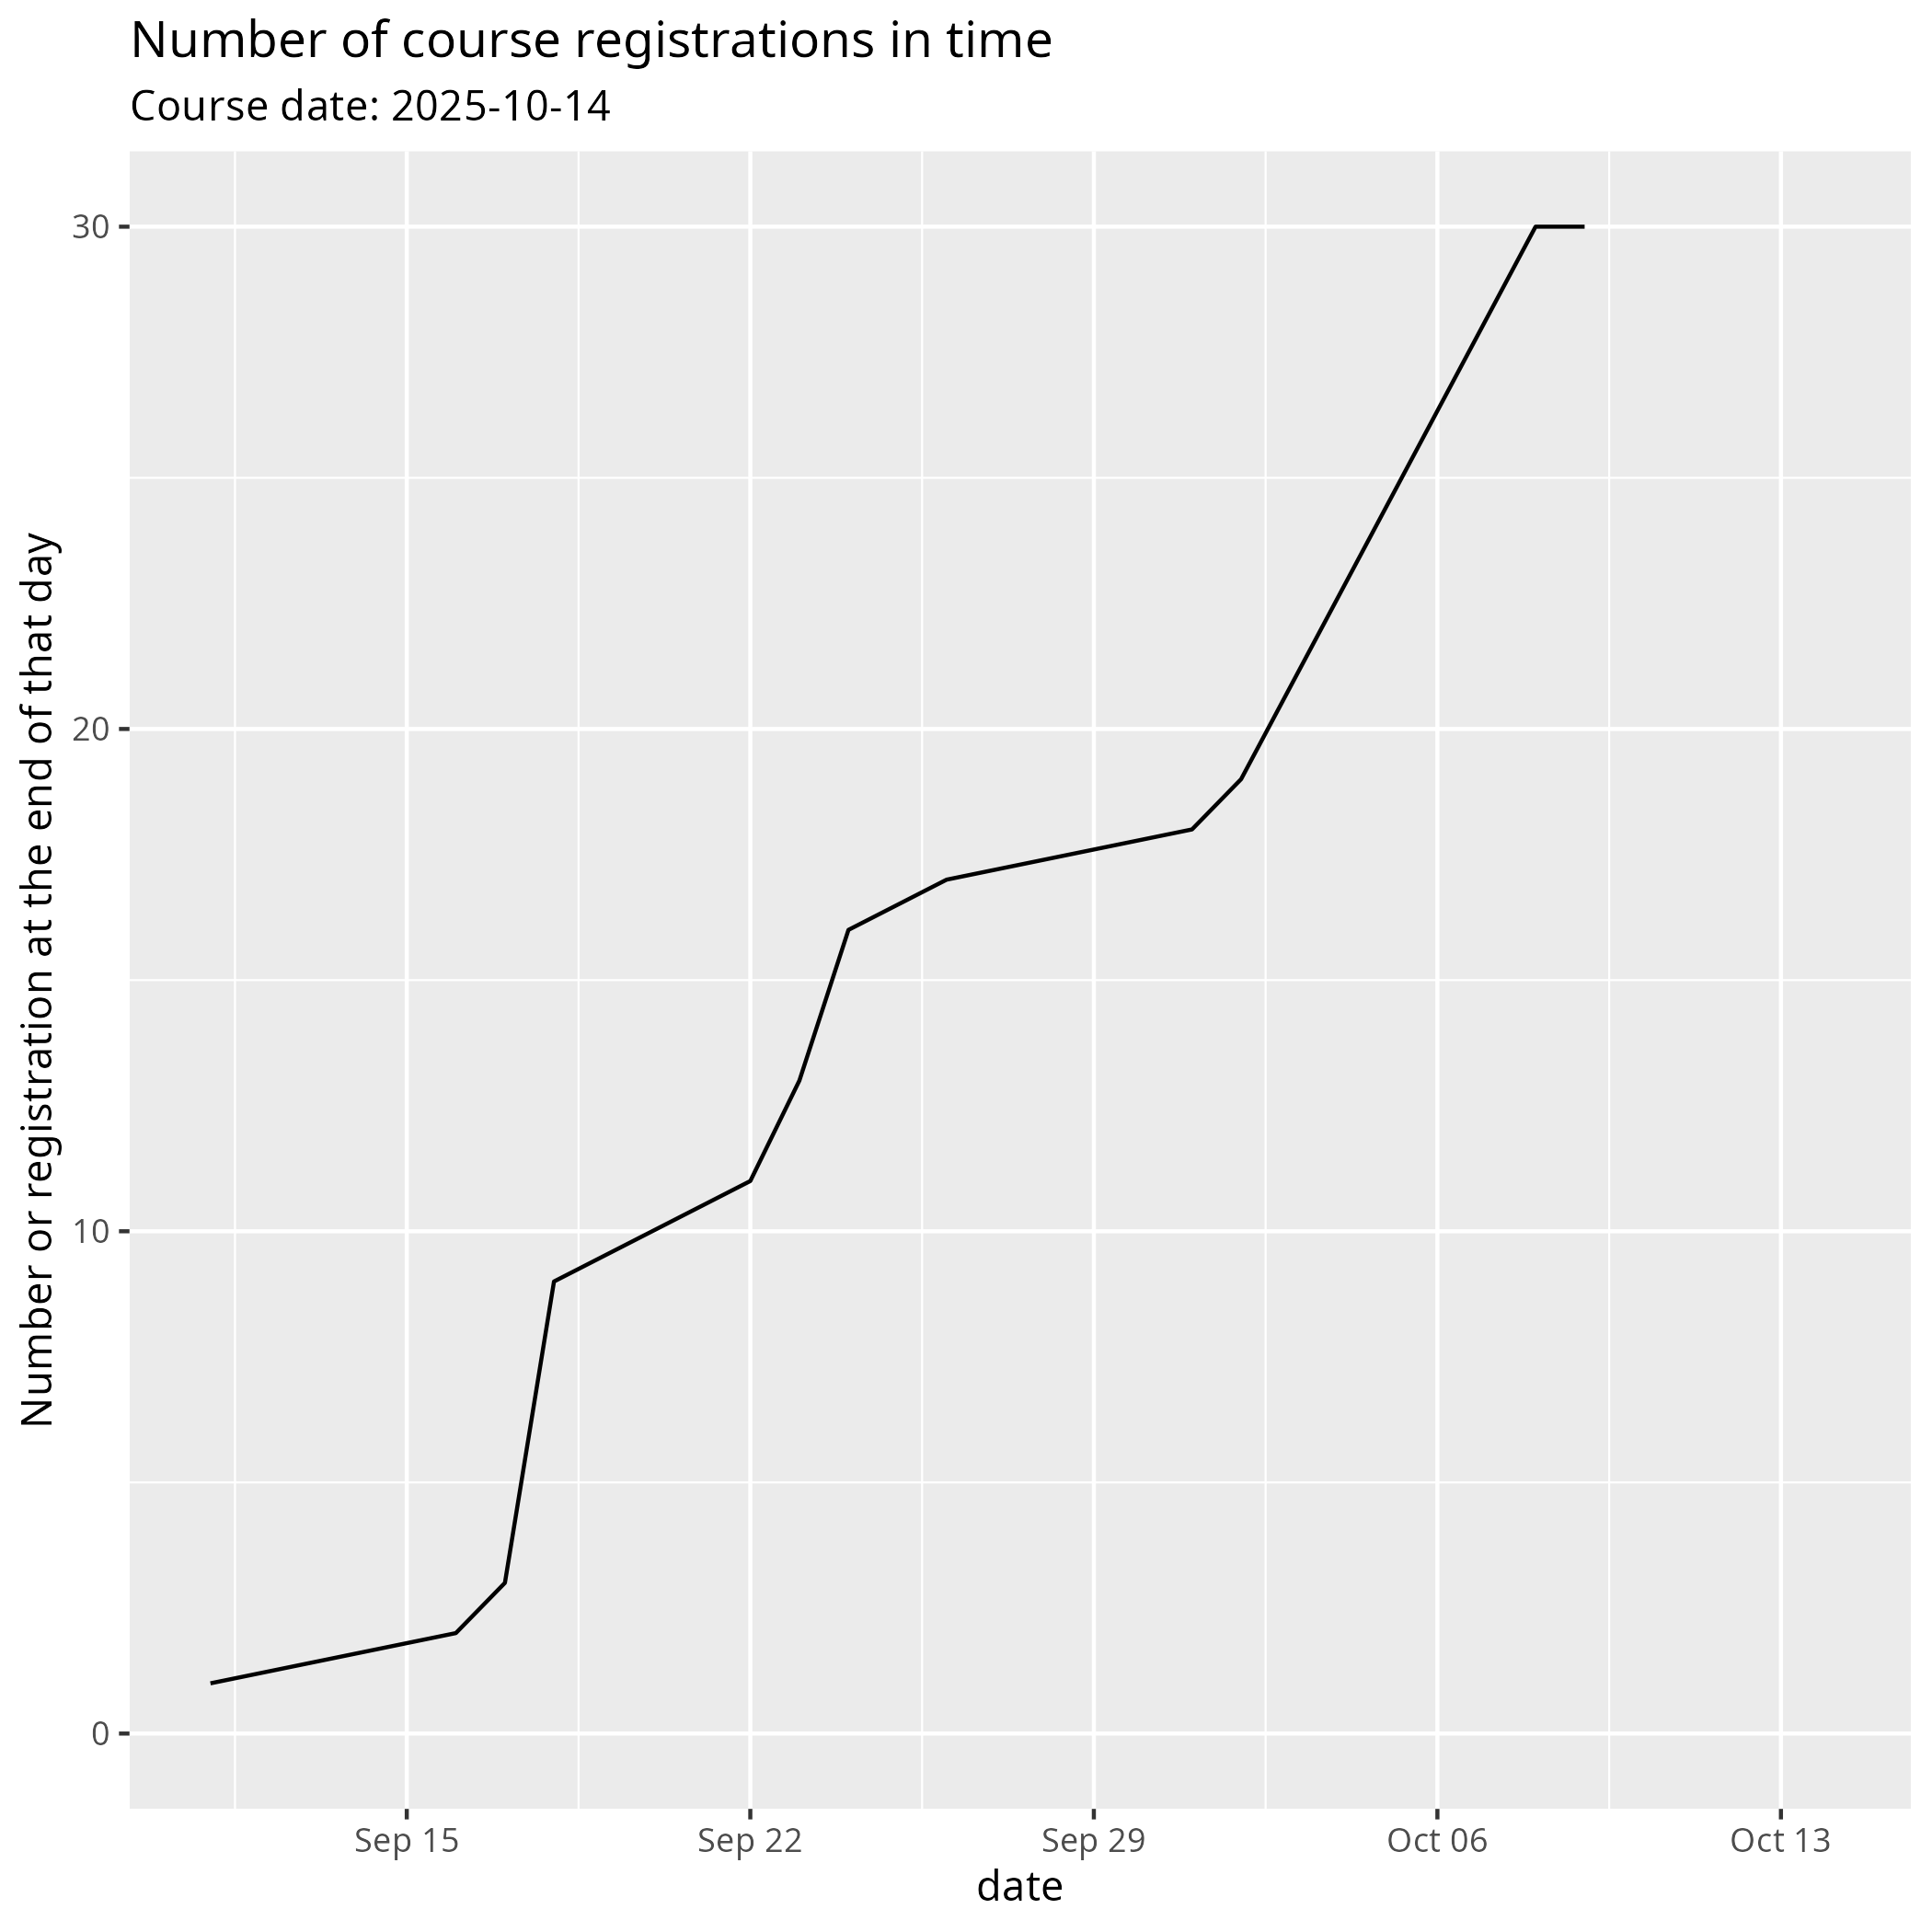 Number of course registrations in time
Course date: 2025-10-14
Number or registration at the end of that day
30
20
10
0
Sep 15
Sep 22
Sep 29
Oct 06
Oct 13
date